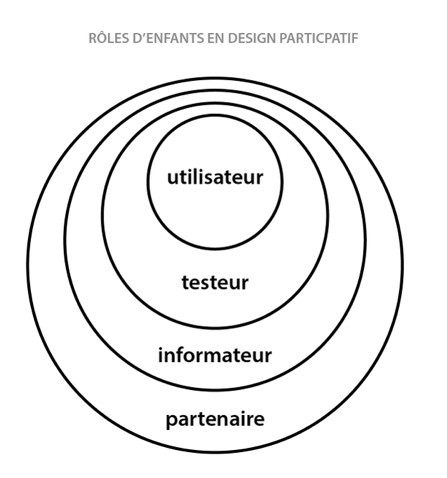 RÔLES D'ENFANTS EN DESIGN PARTICPATIF
utilisateur
testeur
informateur
partenaire